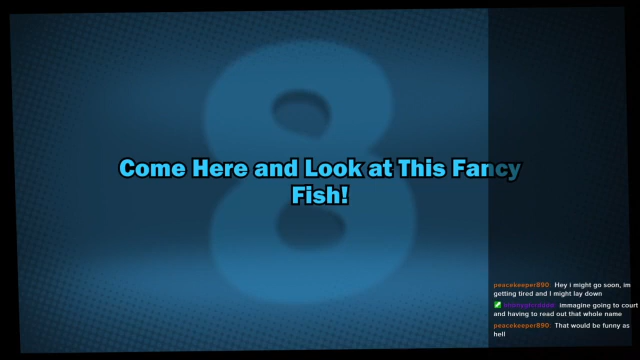 8
Come Here and Look at This Fancy
Fish!
peacekeeper890: Hey i might go soon, im
getting tired and I might lay down
immagine going to court
and having to read out that whole name
peacekeeper890: That would be funny as
hell